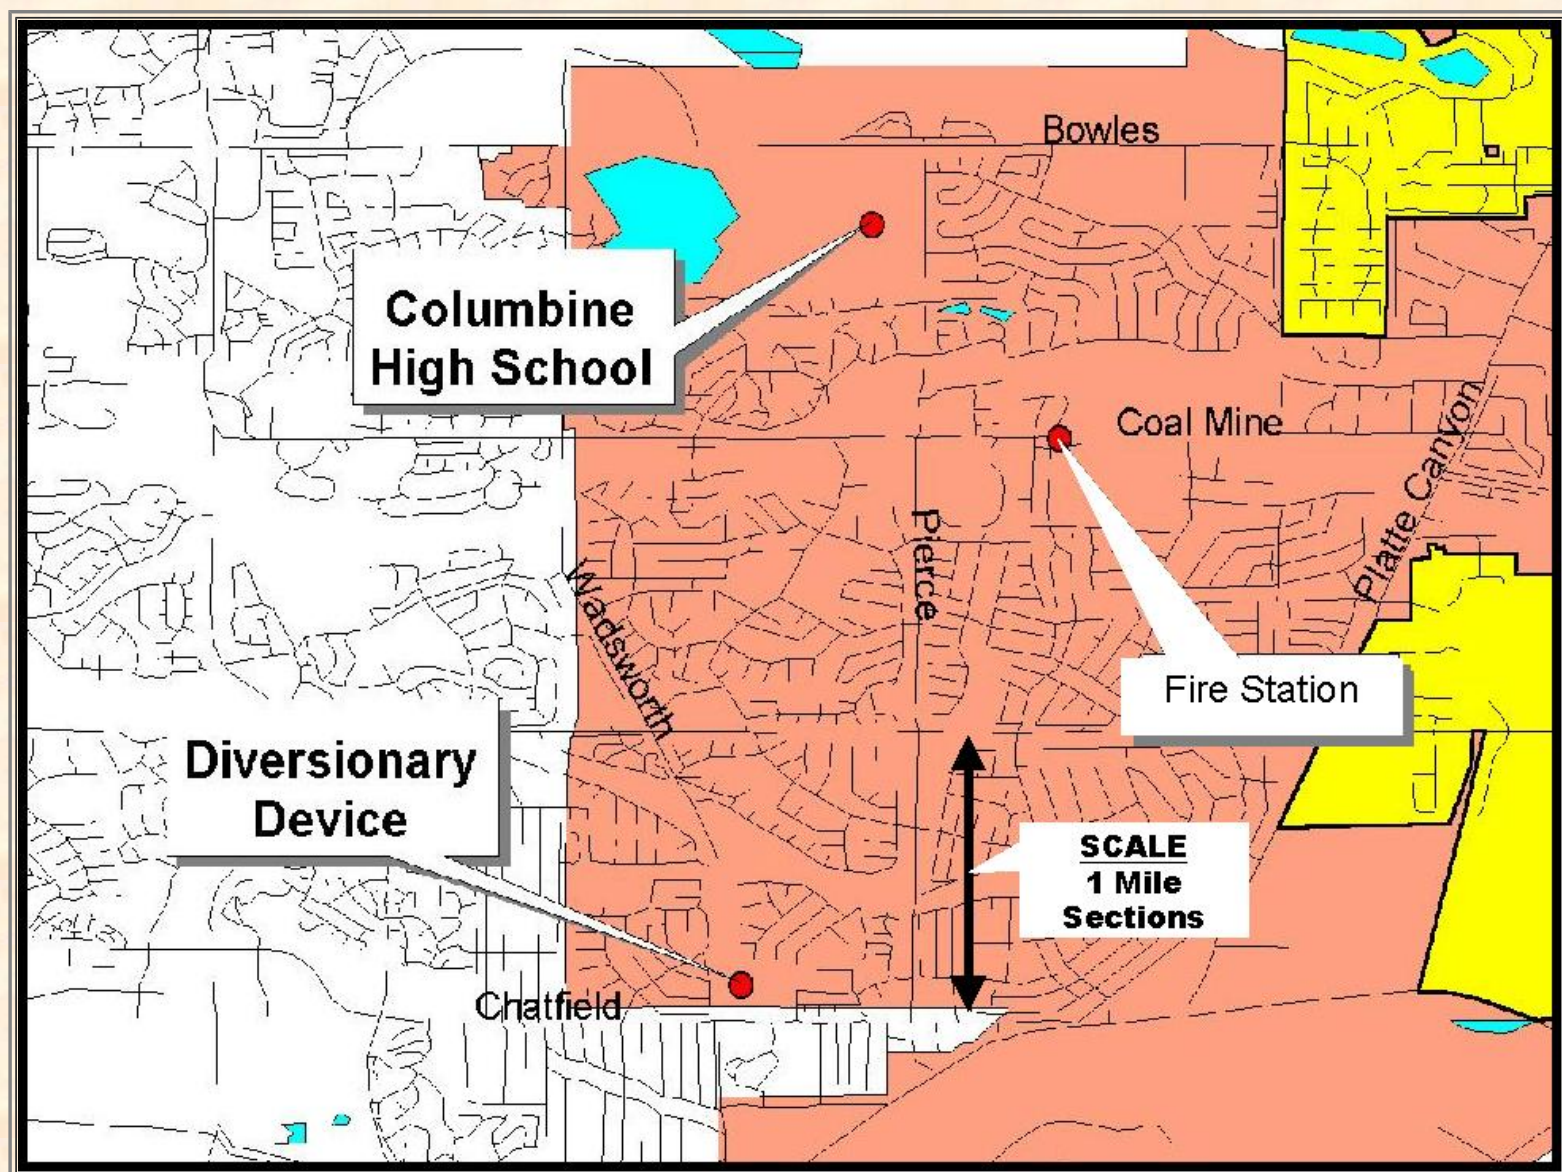 Bowles
Columbine
High School
Coal Mine
Platte Canyon
Pierce
Wadsworth
Fire Station
Diversionary
Device
SCALE
1 Mile
Sections
Chatfield